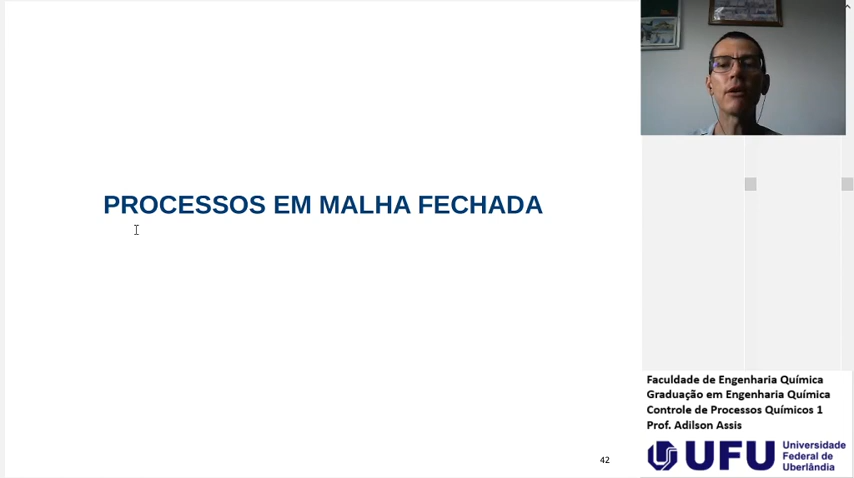 PROCESSOS EM MALHA FECHADA
42
Faculdade de Engenharia Química
Graduação em Engenharia Química
Controle de Processos Químicos 1
Prof. Adilson Assis
UFU
Universidade
Federal de
Uberlândia